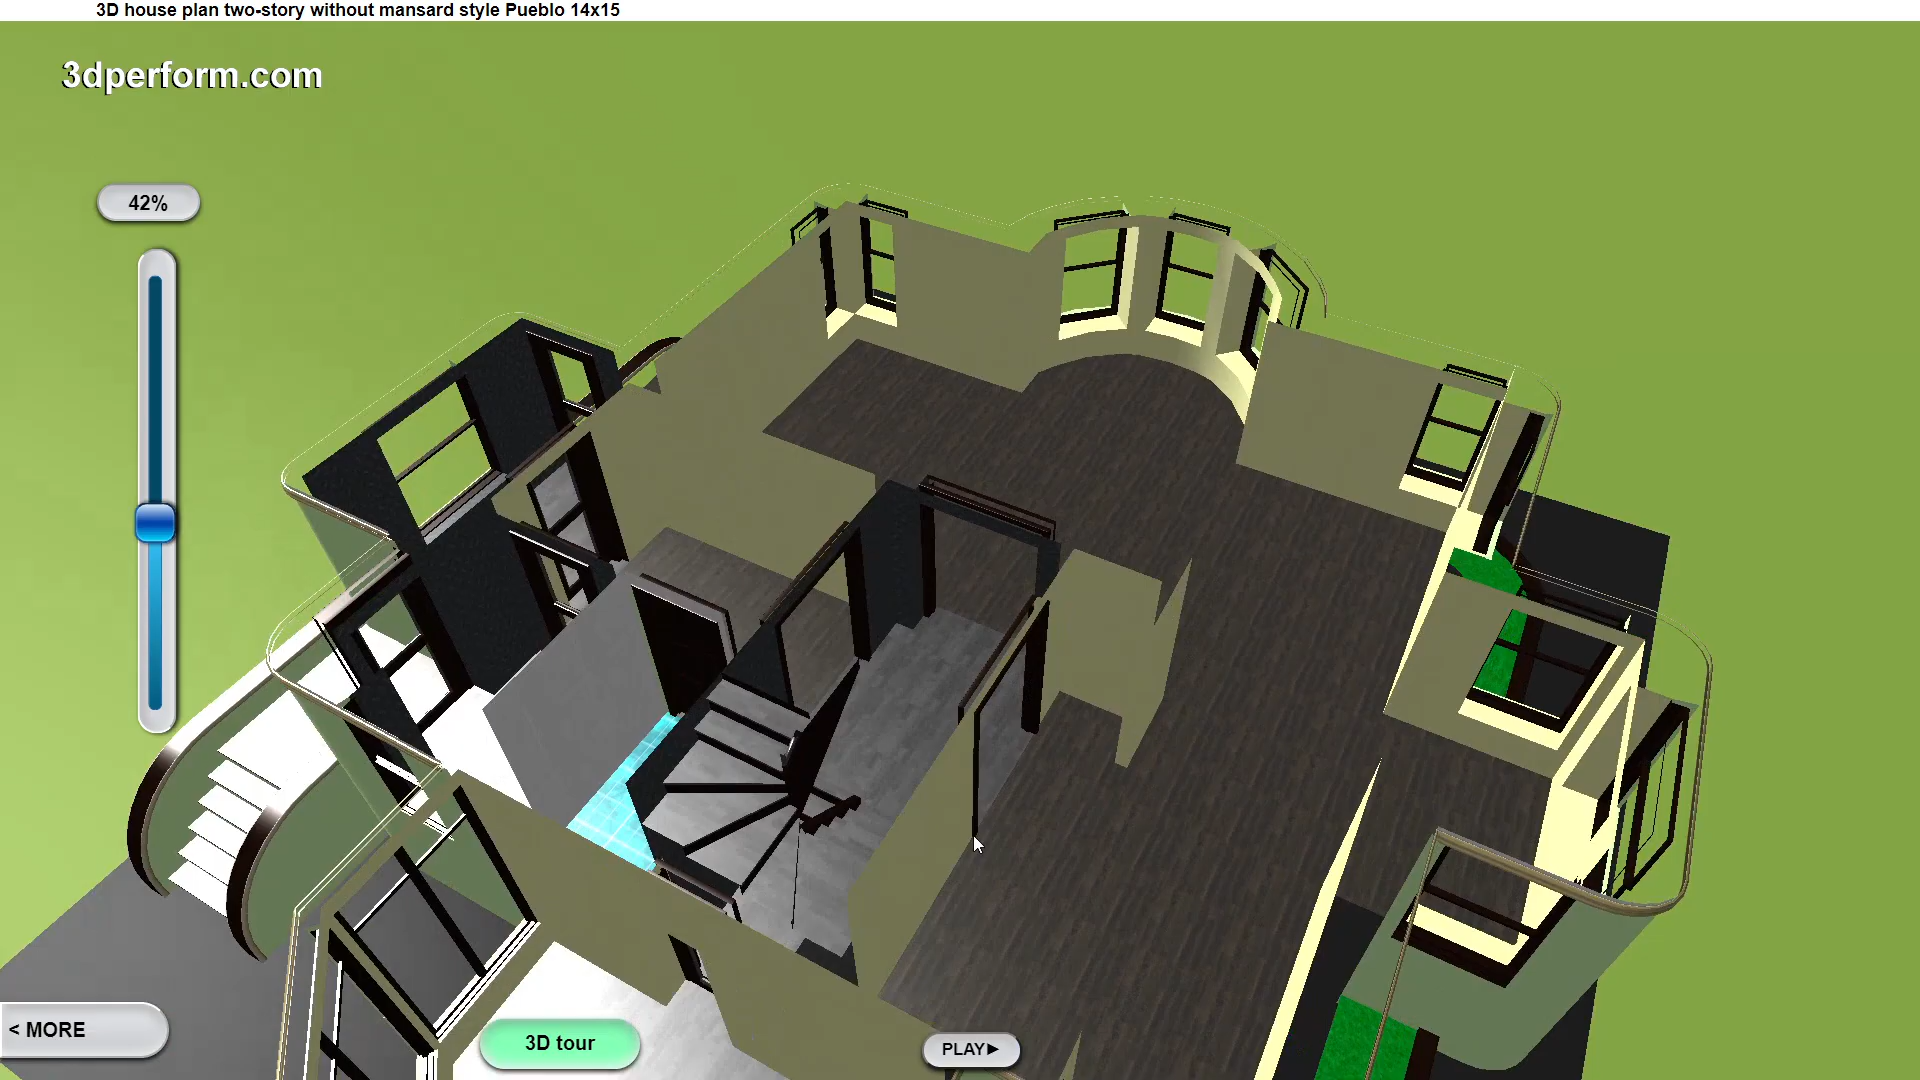 3D house plan two-story without mansard style Pueblo 14x15
3dperform.com
42%
< MORE
3D tour
PLAY►